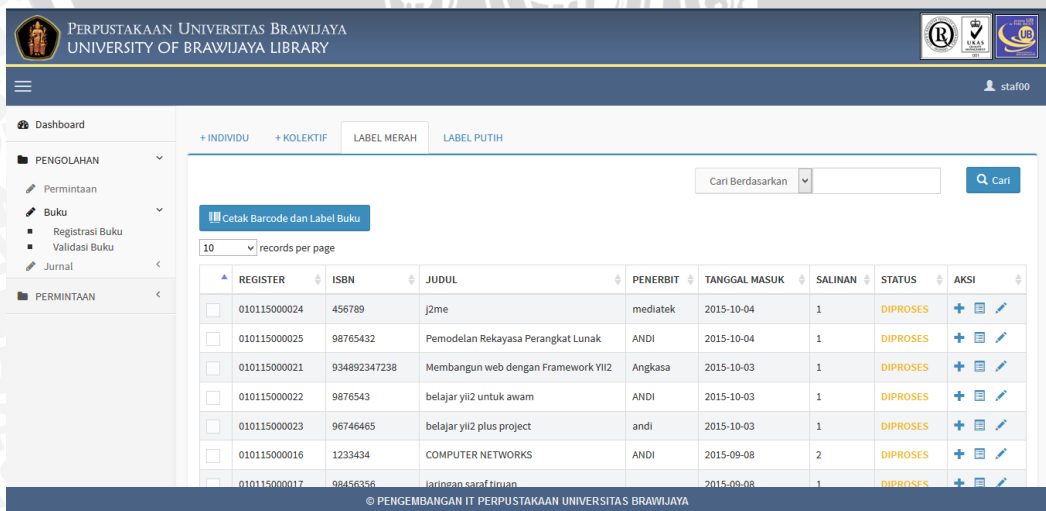 PERPUSTAKAAN UNIVERSITAS BRAWIJAYA
UNIVERSITY OF BRAWIJAYA LIBRARY
R
UKAS
UB
staf00
Dashboard
PENGOLAHAN
Permintaan
Buku
Registrasi Buku
Validasi Buku
Jurnal
PERMINTAAN
+ INDIVIDU + KOLEKTIF LABEL MERAH LABEL PUTIH
Cari Berdasarkan Cari
Cetak Barcode dan Label Buku
10 records per page
REGISTER ISBN JUDUL PENERBIT TANGGAL MASUK SALINAN STATUS AKSI
010115000024 456789 j2me mediatek 2015-10-04 1 DIPROSES
010115000025 98765432 Pemodelan Rekayasa Perangkat Lunak ANDI 2015-10-04 1 DIPROSES
010115000021 934892347238 Membangun web dengan Framework YII2 Angkasa 2015-10-03 1 DIPROSES
010115000022 9876543 belajar yii2 untuk awam ANDI 2015-10-03 1 DIPROSES
010115000023 96746465 belajar yii2 plus project andi 2015-10-03 1 DIPROSES
010115000016 1233434 COMPUTER NETWORKS ANDI 2015-09-08 2 DIPROSES
010115000017 98456356 jaringan saraf tiruan 2015-09-08 1 DIPROSES
© PENGEMBANGAN IT PERPUSTAKAAN UNIVERSITAS BRAWIJAYA